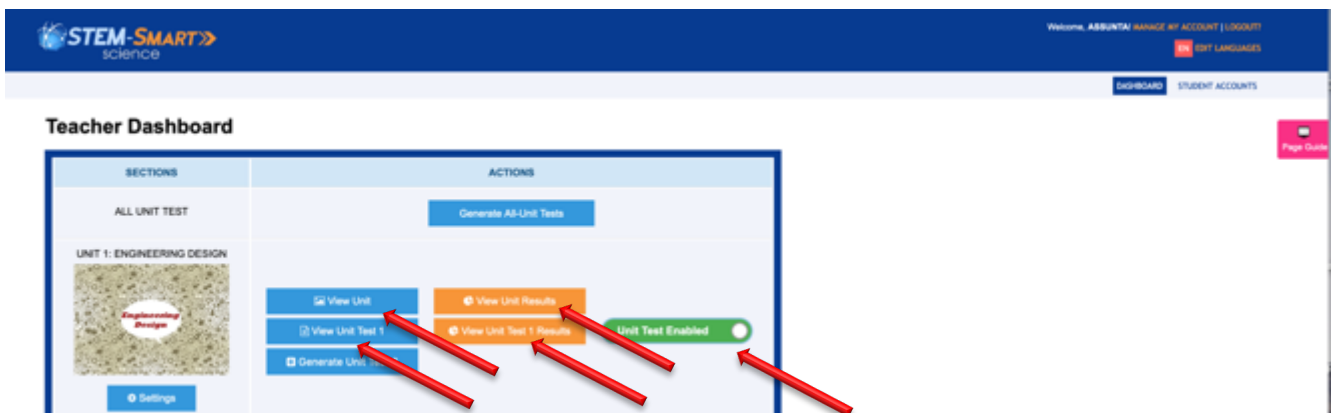 STEM-SMART
science
Welcome, ASSUNTA! MANAGE MY ACCOUNT | LOGOUT!
EN EDIT LANGUAGES
DASHBOARD STUDENT ACCOUNTS
Teacher Dashboard
Page Guide
SECTIONS ACTIONS
ALL UNIT TEST Generate All-Unit Tests
UNIT 1: ENGINEERING DESIGN
Engineering
Design
View Unit View Unit Results
View Unit Test 1 View Unit Test 1 Results Unit Test Enabled
Generate Unit
Settings